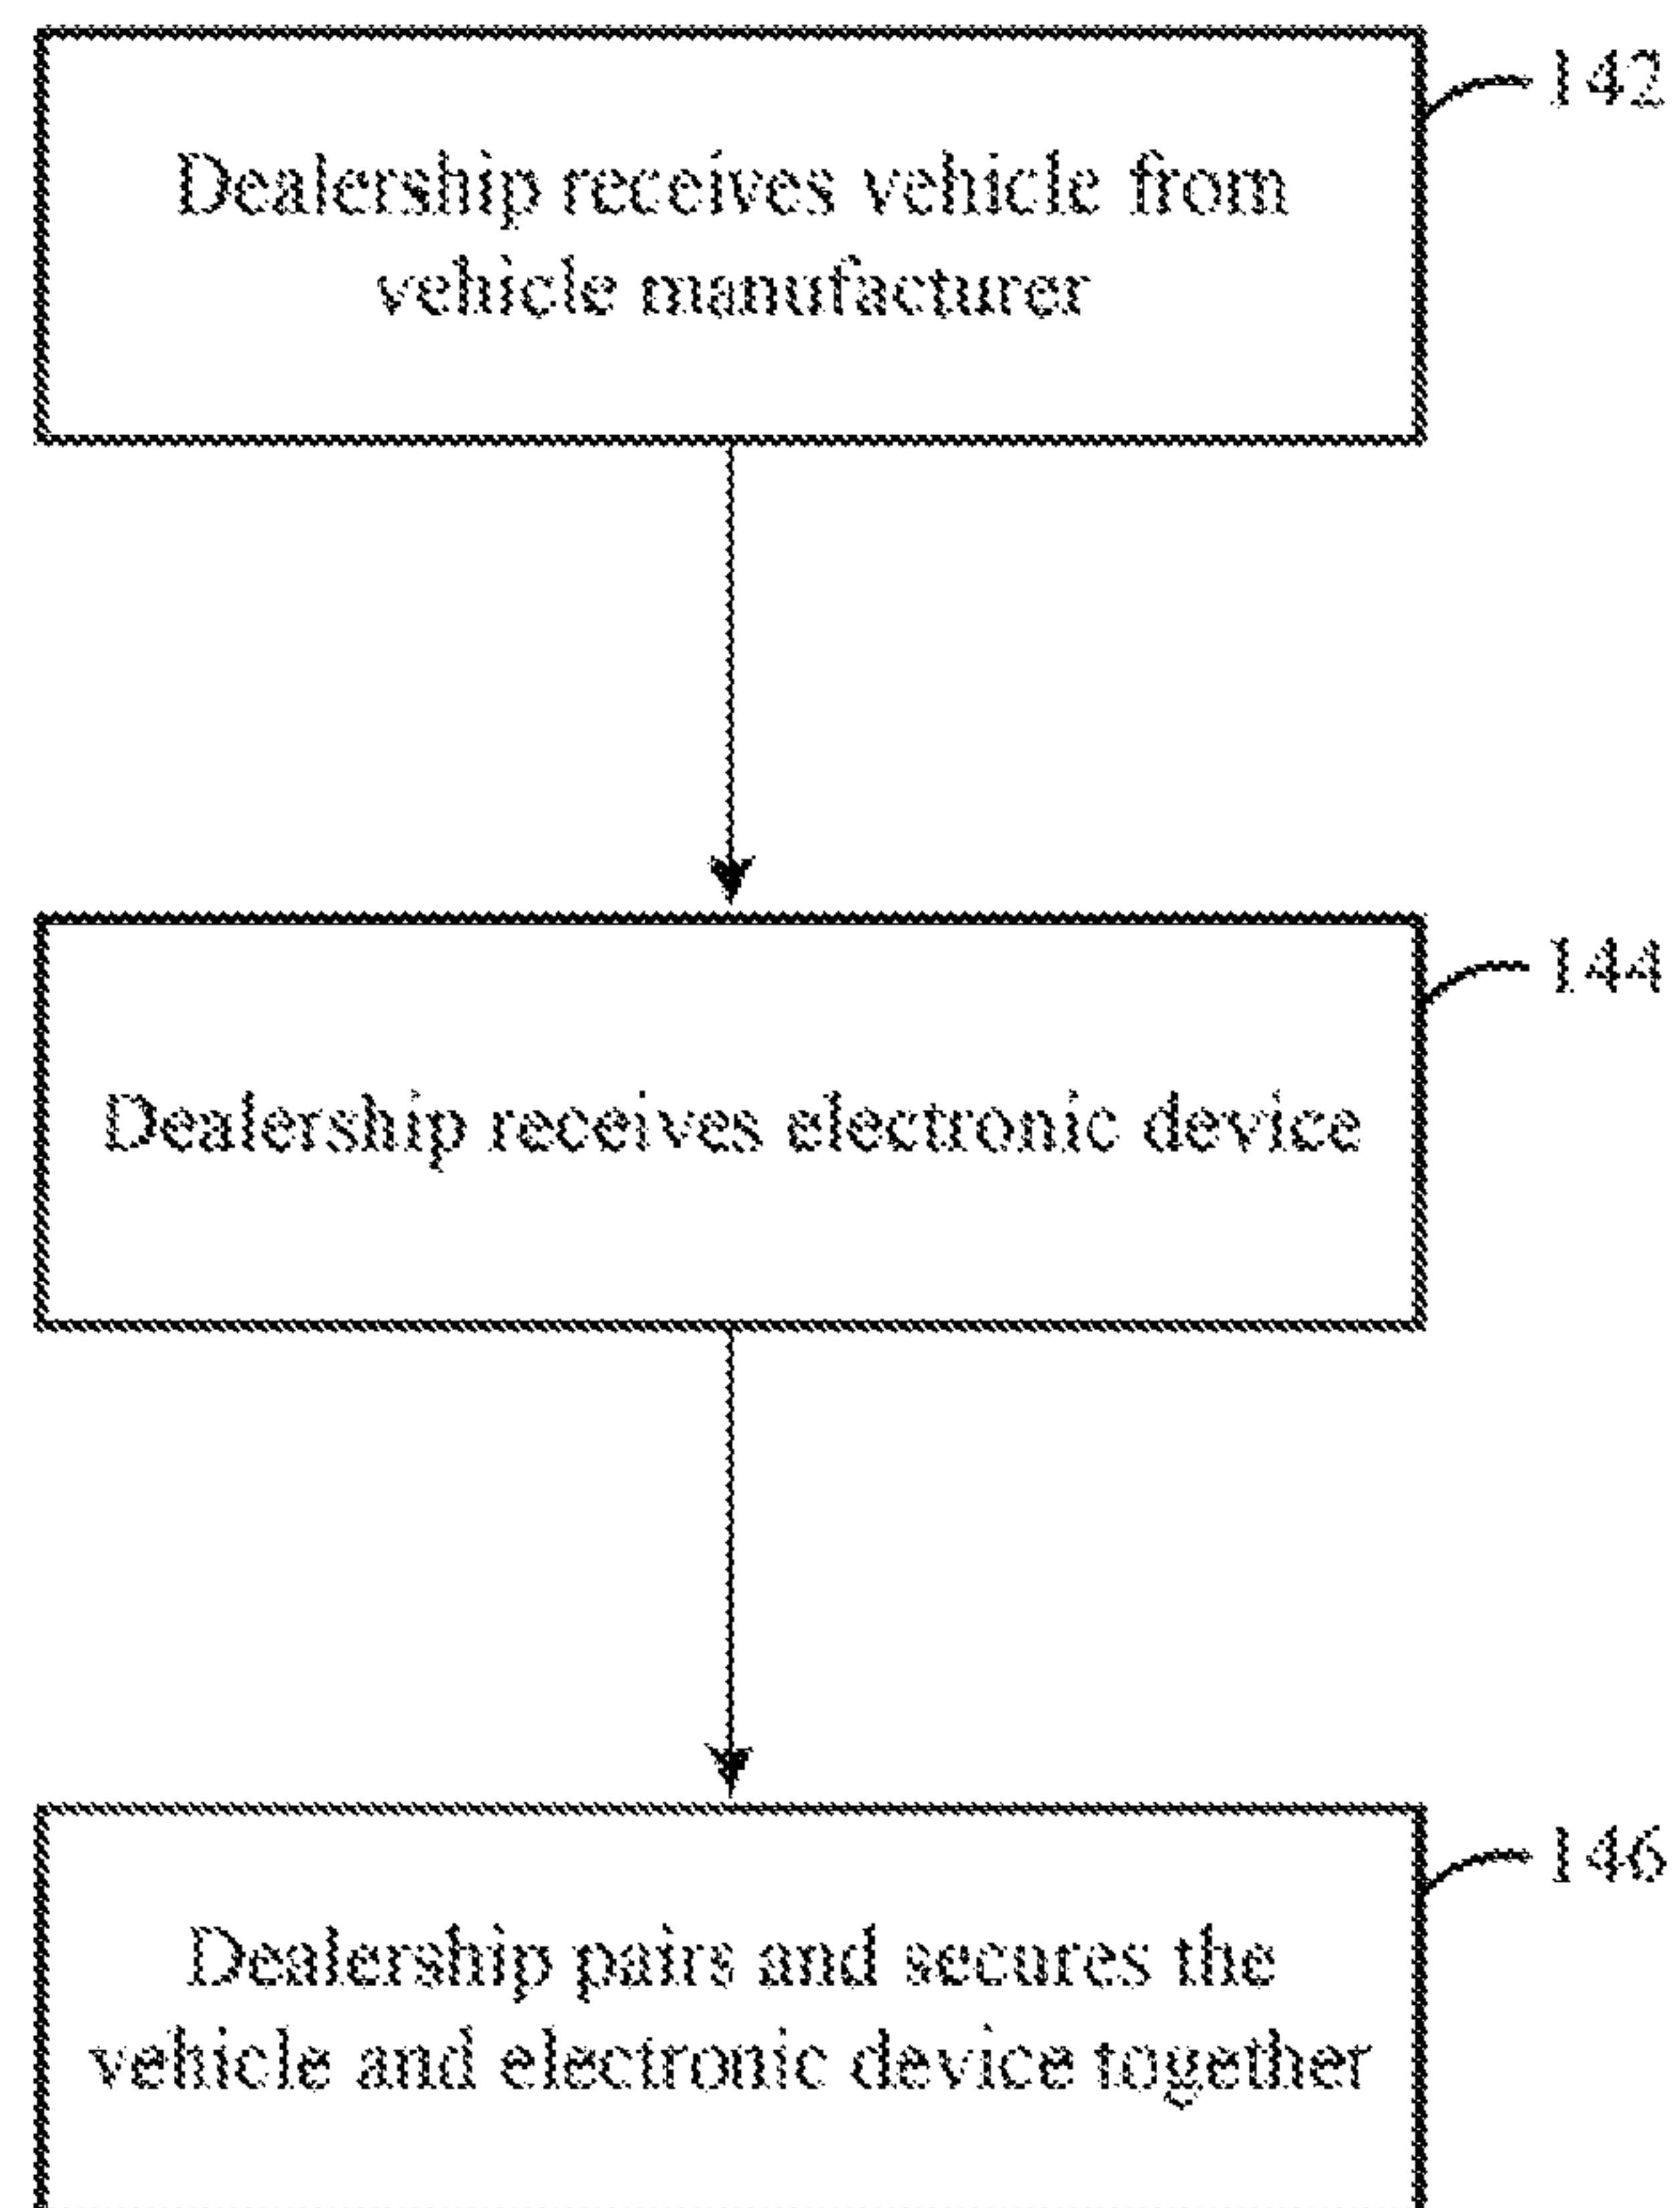 142
Dealership receives vehicle from
vehicle manufacturer
144
Dealership receives electronic device
146
Dealership pairs and secures the
vehicle and electronic device together